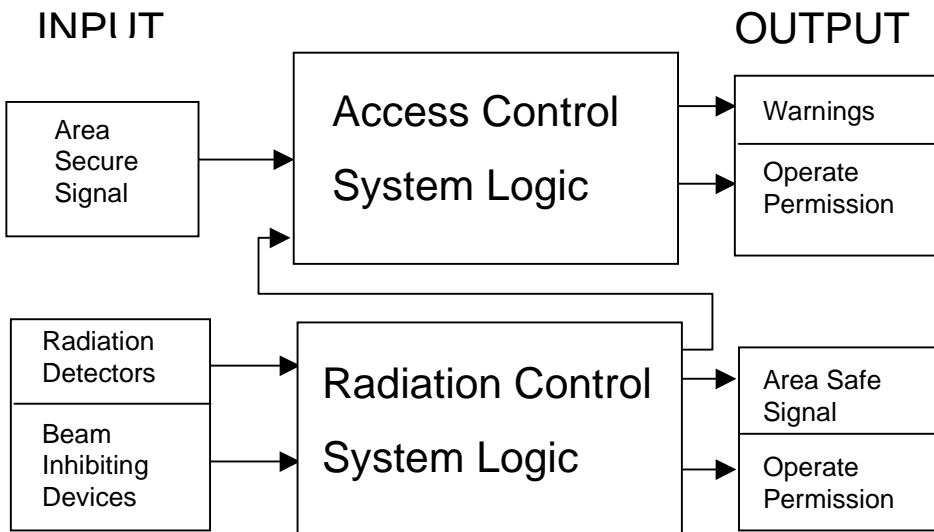 INPUT
OUTPUT
Area
Secure
Signal
Access Control
System Logic
Warnings
Operate
Permission
Radiation
Detectors
Beam
Inhibiting
Devices
Radiation Control
System Logic
Area Safe
Signal
Operate
Permission